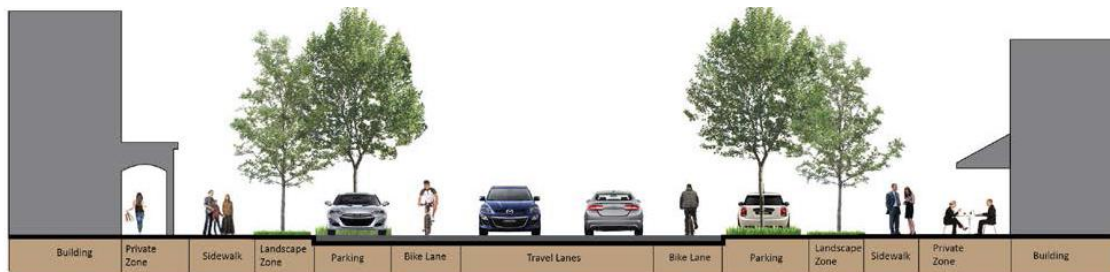 Building
Private
Zone
Sidewalk
Landscape
Zone
Parking
Bike Lane
Travel Lanes
Bike Lane
Parking
Landscape
Zone
Sidewalk
Private
Zone
Building